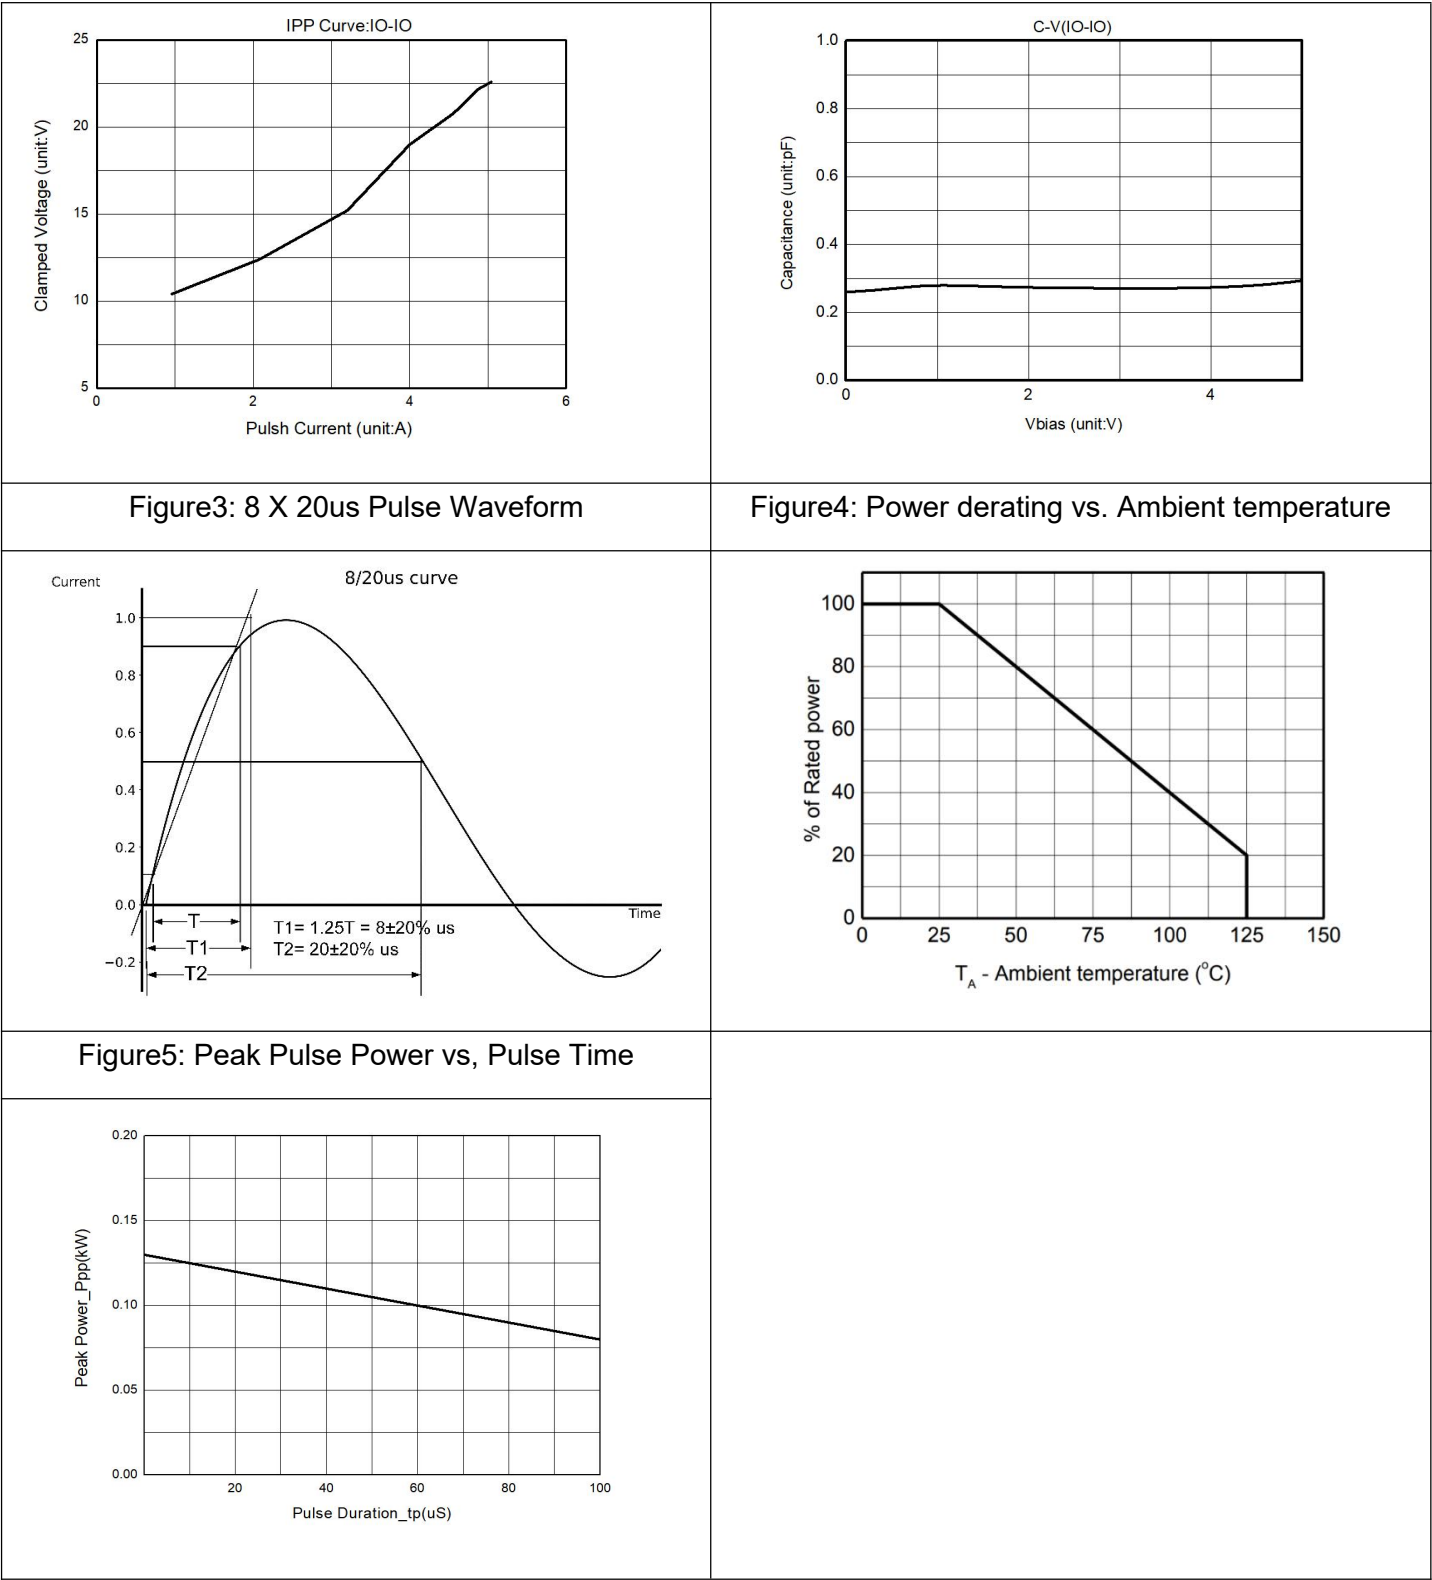 IPP Curve:IO-IO
25
20
15
10
5
0 2 4 6
Clamped Voltage (unit:V)
Pulsh Current (unit:A)
C-V(IO-IO)
1.0
0.8
0.6
0.4
0.2
0.0
0 2 4
Capacitance (unit:pF)
Vbias (unit:V)
Figure3: 8 X 20us Pulse Waveform
Figure4: Power derating vs. Ambient temperature
8/20us curve
Current
1.0
0.8
0.6
0.4
0.2
0.0
−0.2
Time
T
T1
T2
T1= 1.25T = 8±20% us
T2= 20±20% us
100
80
60
40
20
0
0 25 50 75 100 125 150
% of Rated power
TA - Ambient temperature (°C)
Figure5: Peak Pulse Power vs, Pulse Time
0.20
0.15
0.10
0.05
0.00
20 40 60 80 100
Peak Power_Ppp(kW)
Pulse Duration_tp(uS)